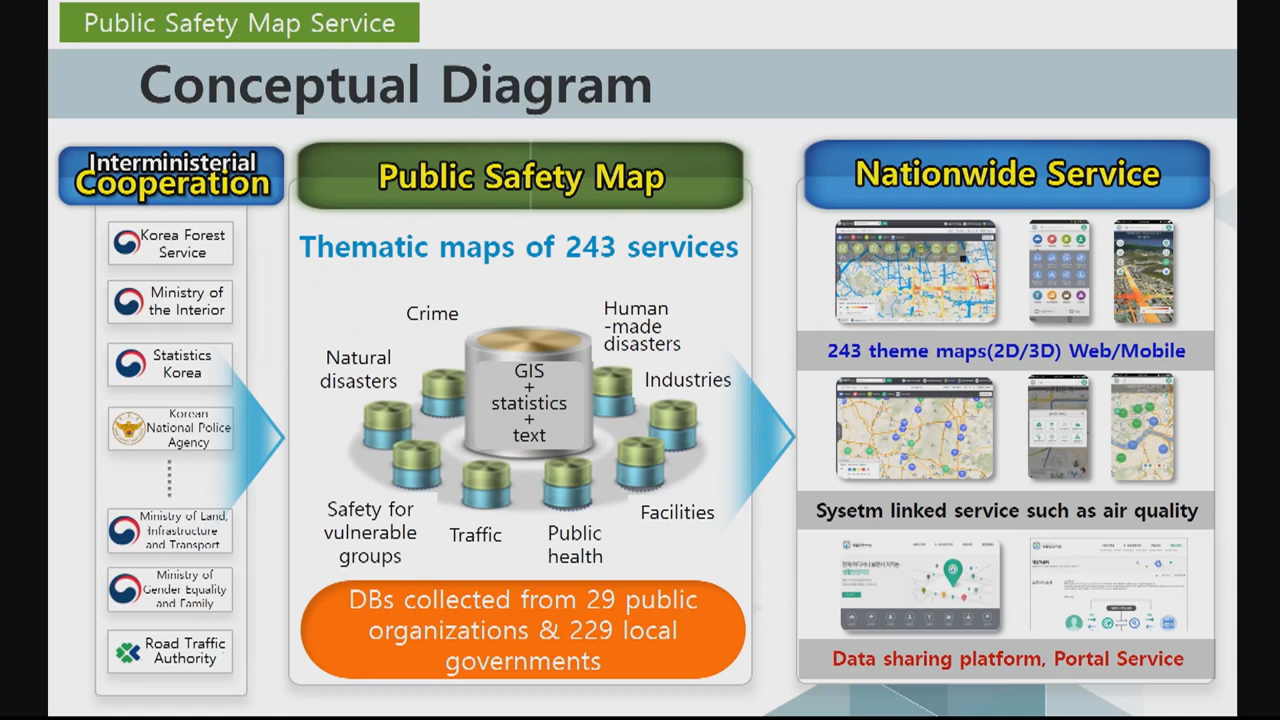 Public Safety Map Service
Conceptual Diagram
Interministerial
Cooperation
Korea Forest
Service
Ministry of
the Interior
Statistics
Korea
Korean
National Police
Agency
Ministry of Land,
Infrastructure
and Transport
Ministry of
Gender Equality
and Family
Road Traffic
Authority
Public Safety Map
Thematic maps of 243 services
Crime
Human
-made
disasters
Natural
disasters
Industries
GIS
+
statistics
+
text
Safety for
vulnerable
groups
Traffic
Public
health
Facilities
DBs collected from 29 public
organizations & 229 local
governments
Nationwide Service
243 theme maps(2D/3D) Web/Mobile
Sysetm linked service such as air quality
Data sharing platform, Portal Service